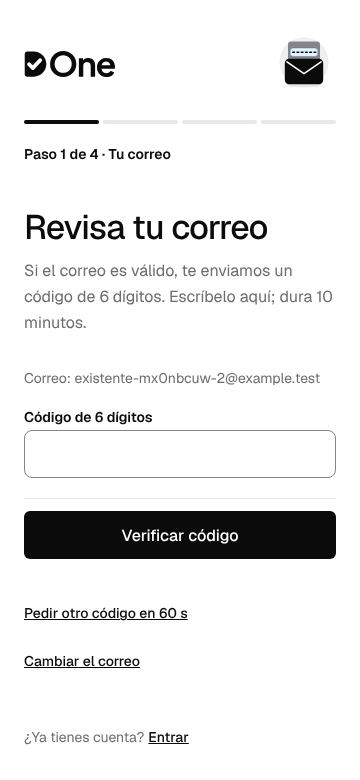 One
Paso 1 de 4 · Tu correo
Revisa tu correo
Si el correo es válido, te enviamos un
código de 6 dígitos. Escríbelo aquí; dura 10
minutos.
Correo: existente-mx0nbcuw-2@example.test
Código de 6 dígitos
Verificar código
Pedir otro código en 60 s
Cambiar el correo
¿Ya tienes cuenta? Entrar